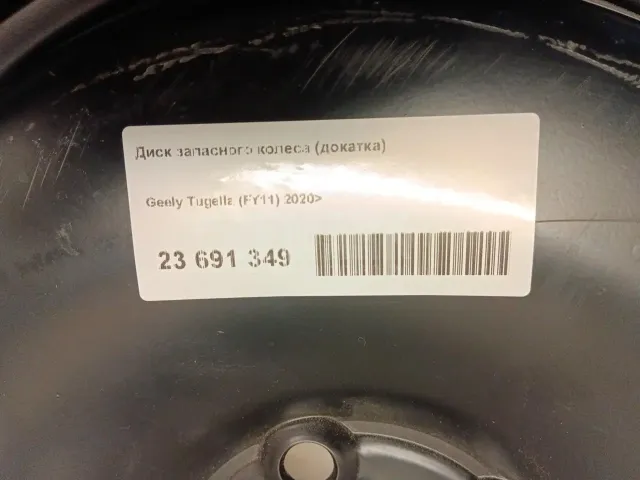 Диск запасного колеса (докатка)
Geely Tugella (FY11) 2020>
23 691 349